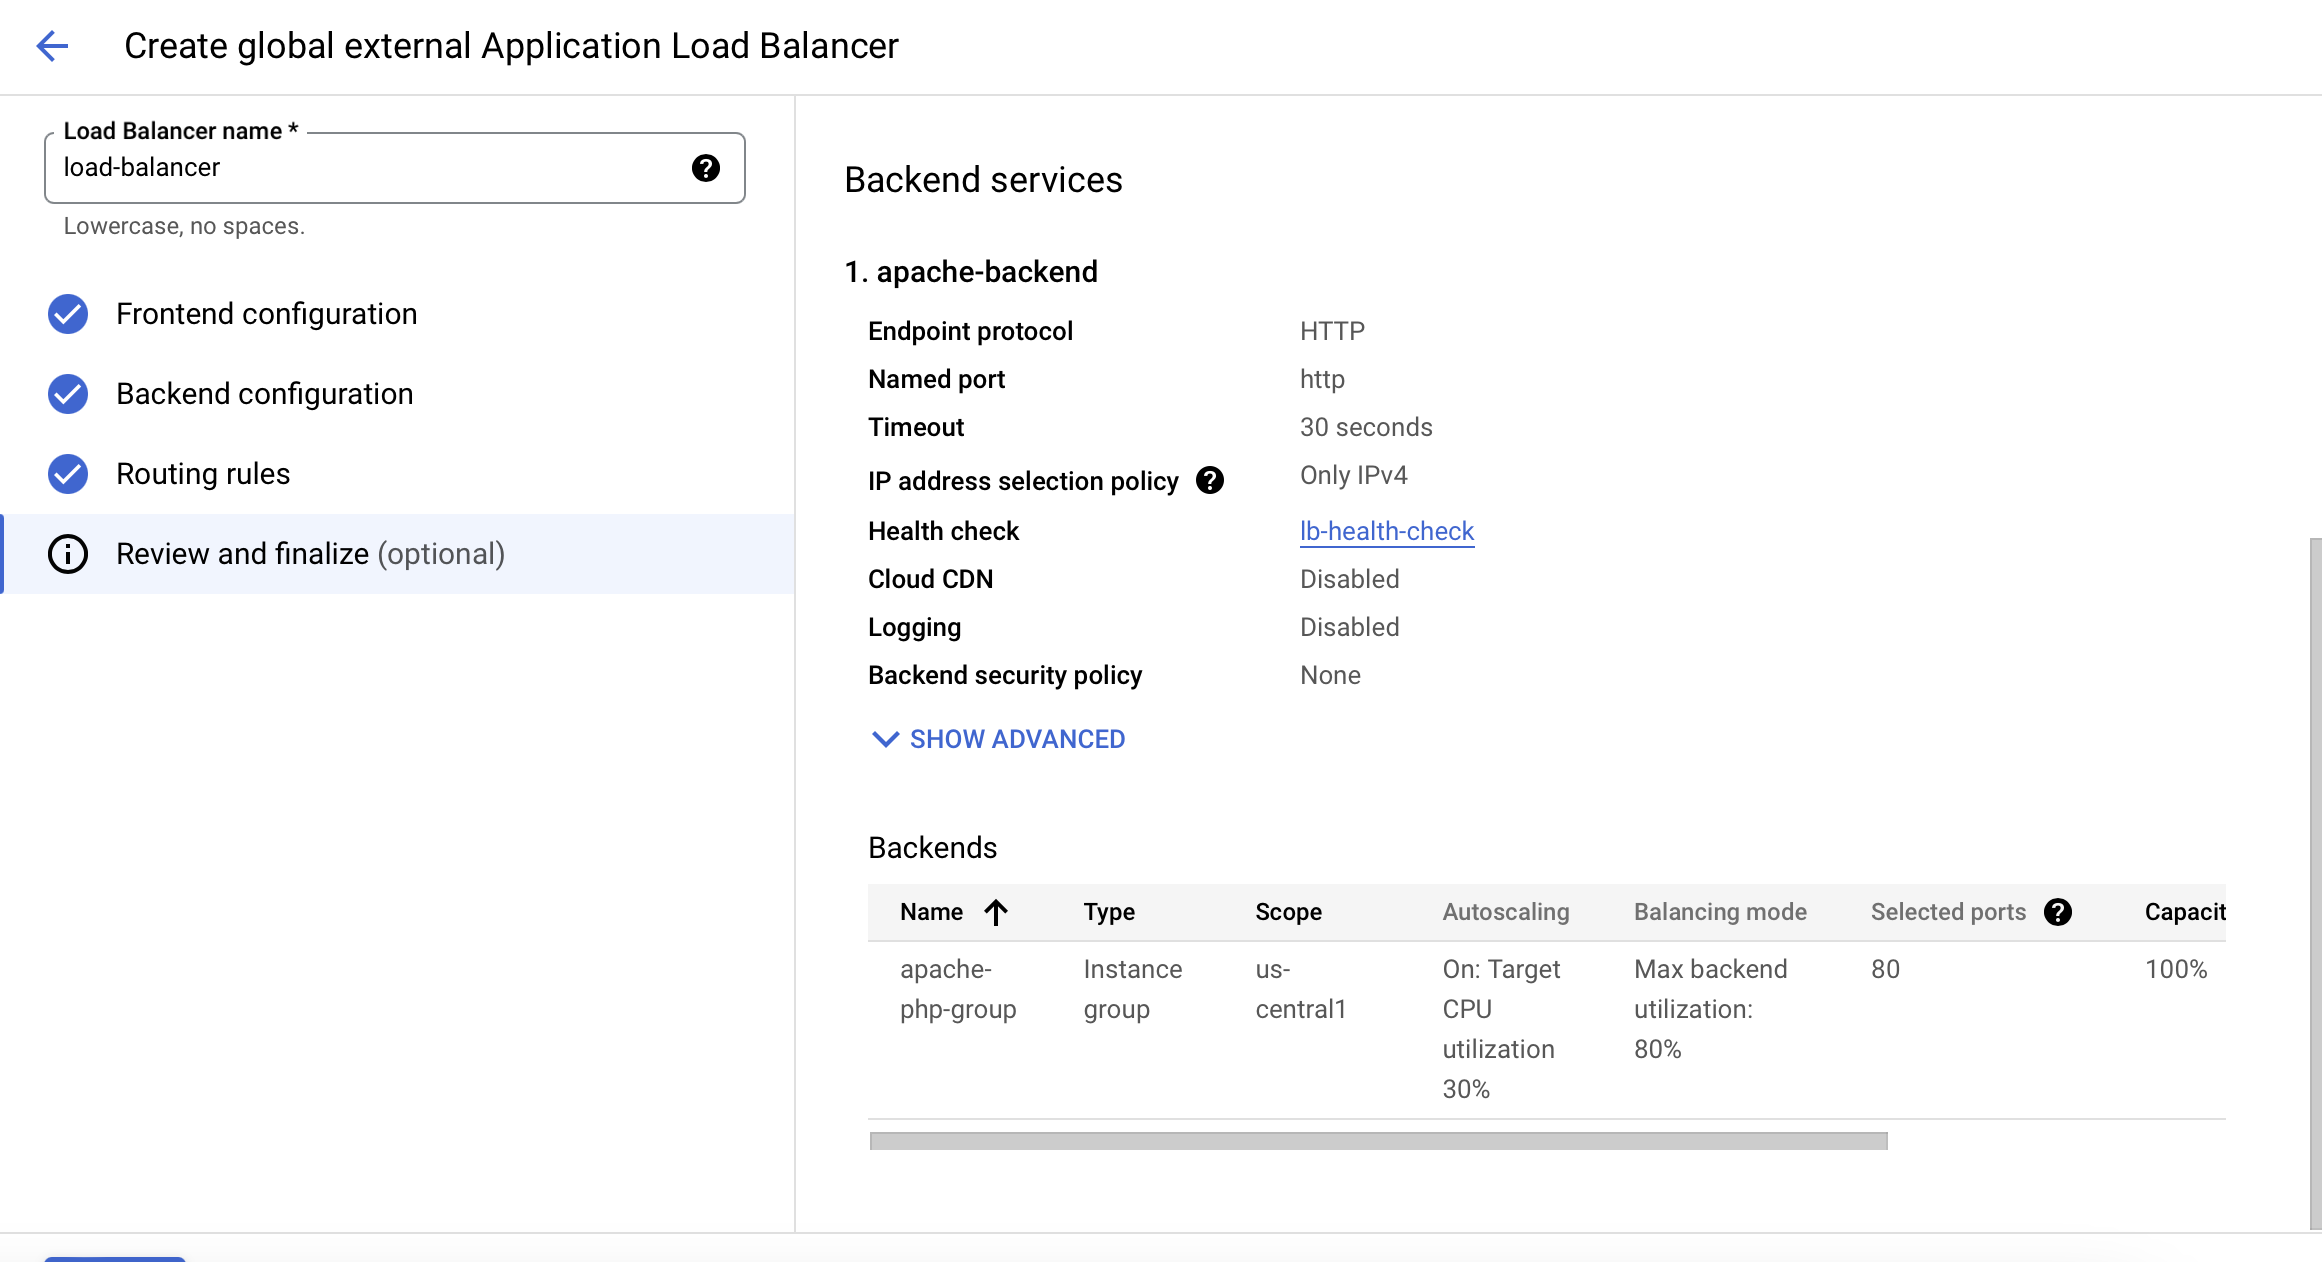 Create global external Application Load Balancer
Load Balancer name *
load-balancer
Lowercase, no spaces.
Frontend configuration
Backend configuration
Routing rules
Review and finalize (optional)
Backend services
1. apache-backend
Endpoint protocol HTTP
Named port http
Timeout 30 seconds
IP address selection policy Only IPv4
Health check lb-health-check
Cloud CDN Disabled
Logging Disabled
Backend security policy None
SHOW ADVANCED
Backends
Name Type Scope Autoscaling Balancing mode Selected ports Capacit
apache- Instance us- On: Target Max backend 80 100%
php-group group central1 CPU utilization:
utilization 80%
30%